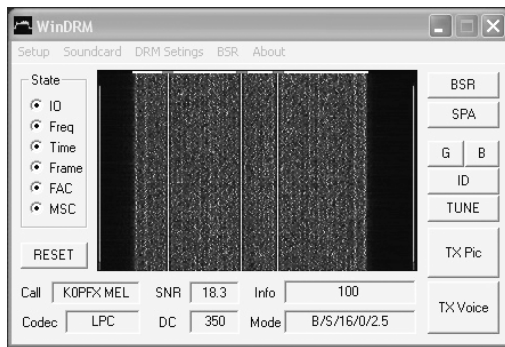 WinDRM
Setup Soundcard DRM Setings BSR About
State
IO
Freq
Time
Frame
FAC
MSC
RESET
BSR
SPA
G B
ID
TUNE
TX Pic
TX Voice
Call K0PFX MEL SNR 18.3 Info 100
Codec LPC DC 350 Mode B/S/16/0/2.5